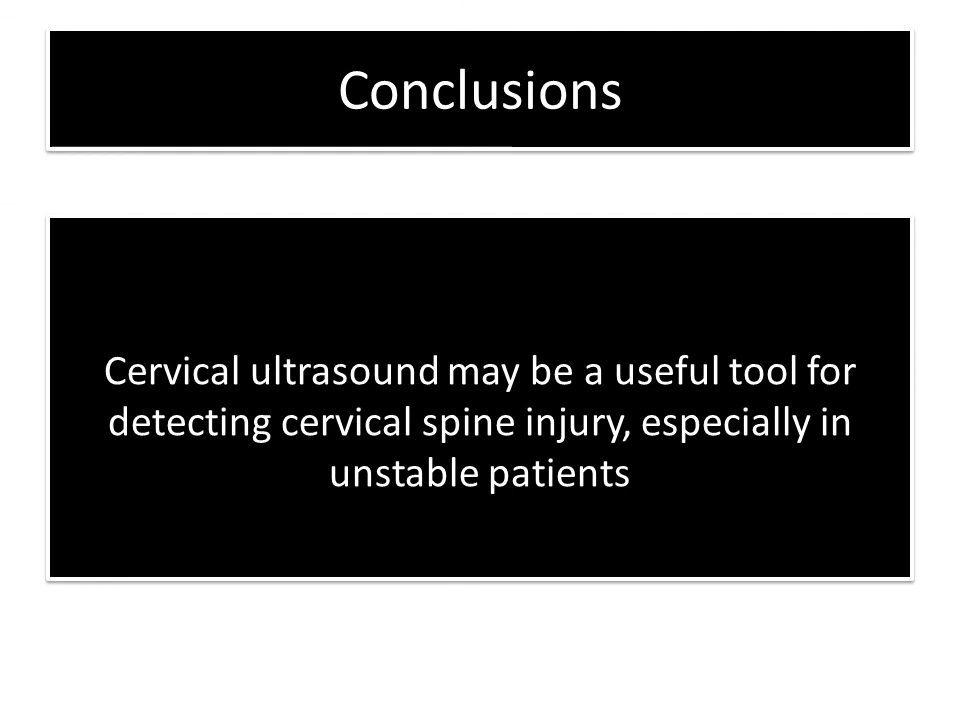 Conclusions
Cervical ultrasound may be a useful tool for
detecting cervical spine injury, especially in
unstable patients